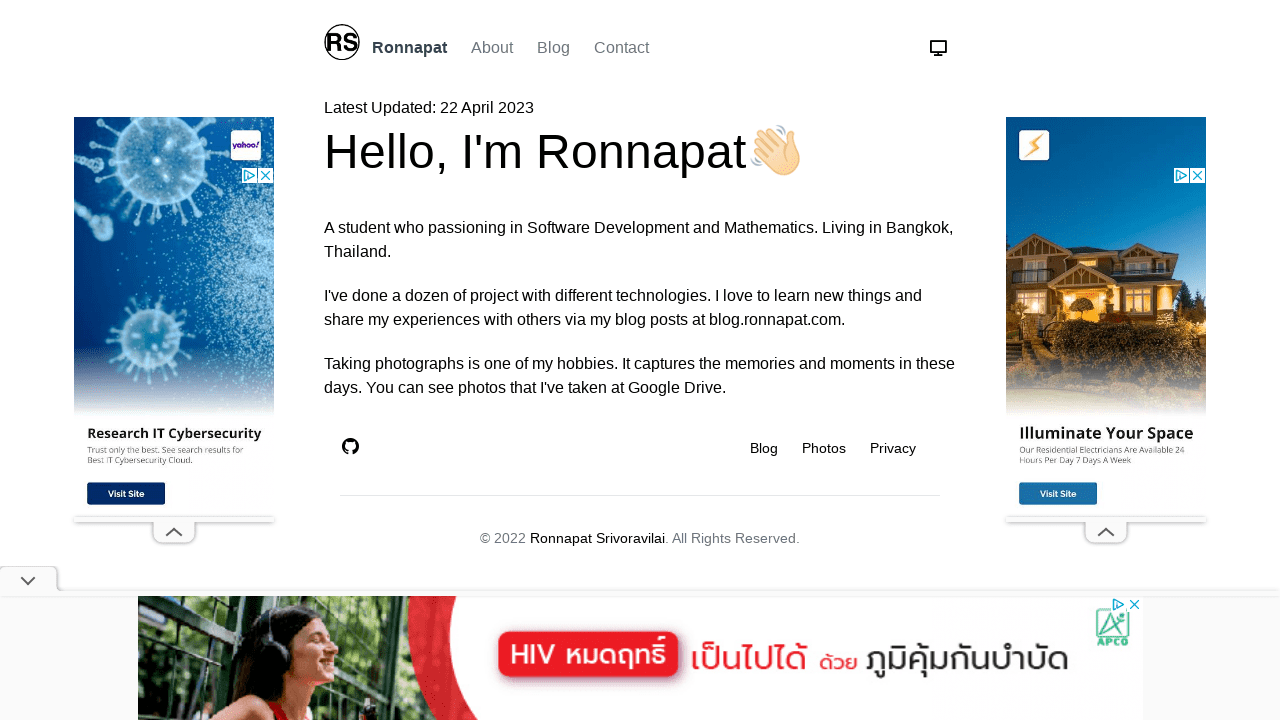 RS Ronnapat About Blog Contact
Latest Updated: 22 April 2023
Hello, I'm Ronnapat
A student who passioning in Software Development and Mathematics. Living in Bangkok,
Thailand.
I've done a dozen of project with different technologies. I love to learn new things and
share my experiences with others via my blog posts at blog.ronnapat.com.
Taking photographs is one of my hobbies. It captures the memories and moments in these
days. You can see photos that I've taken at Google Drive.
Blog Photos Privacy
© 2022 Ronnapat Srivoravilai. All Rights Reserved.
yahoo!
Research IT Cybersecurity
Trust only the best. See search results for
Best IT Cybersecurity Cloud.
Visit Site
Illuminate Your Space
Our Residential Electricians Are Available 24
Hours Per Day 7 Days A Week
Visit Site
HIV หมดฤทธิ์ เป็นไปได้ ด้วย ภูมิคุ้มกันบำบัด
APCO